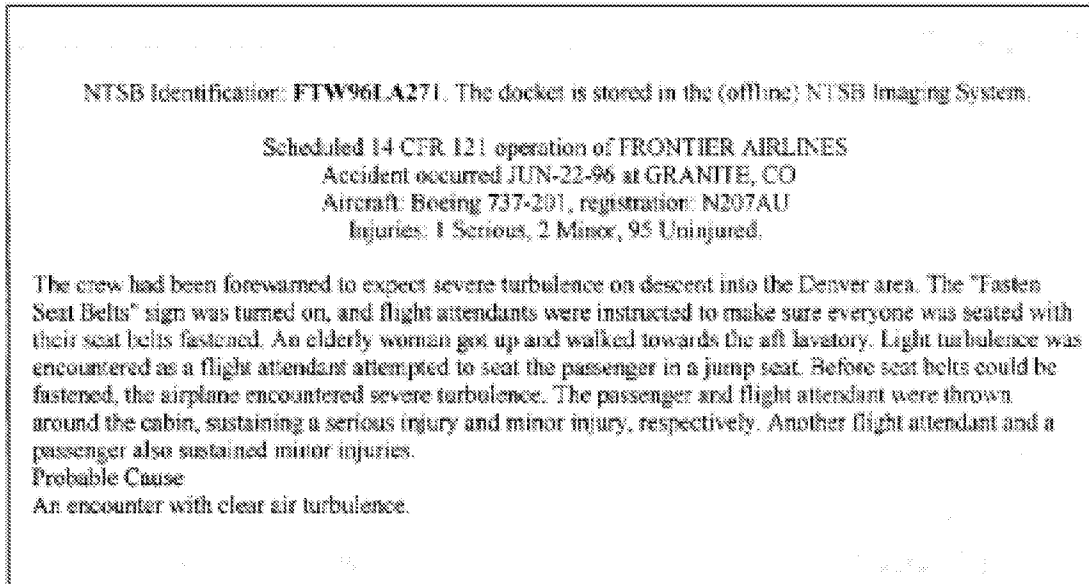 NTSB Identification: FTW96LA271. The docket is stored in the (offline) NTSB Imaging System.
Scheduled 14 CFR 121 operation of FRONTIER AIRLINES
Accident occurred JUN-22-96 at GRANITE, CO
Aircraft: Boeing 737-201, registration: N207AU
Injuries: 1 Serious, 2 Minor, 95 Uninjured.
The crew had been forewarned to expect severe turbulence on descent into the Denver area. The "Fasten
Seat Belts" sign was turned on, and flight attendants were instructed to make sure everyone was seated with
their seat belts fastened. An elderly woman got up and walked towards the aft lavatory. Light turbulence was
encountered as a flight attendant attempted to seat the passenger in a jump seat. Before seat belts could be
fastened, the airplane encountered severe turbulence. The passenger and flight attendant were thrown
around the cabin, sustaining a serious injury and minor injury, respectively. Another flight attendant and a
passenger also sustained minor injuries.
Probable Cause
An encounter with clear air turbulence.